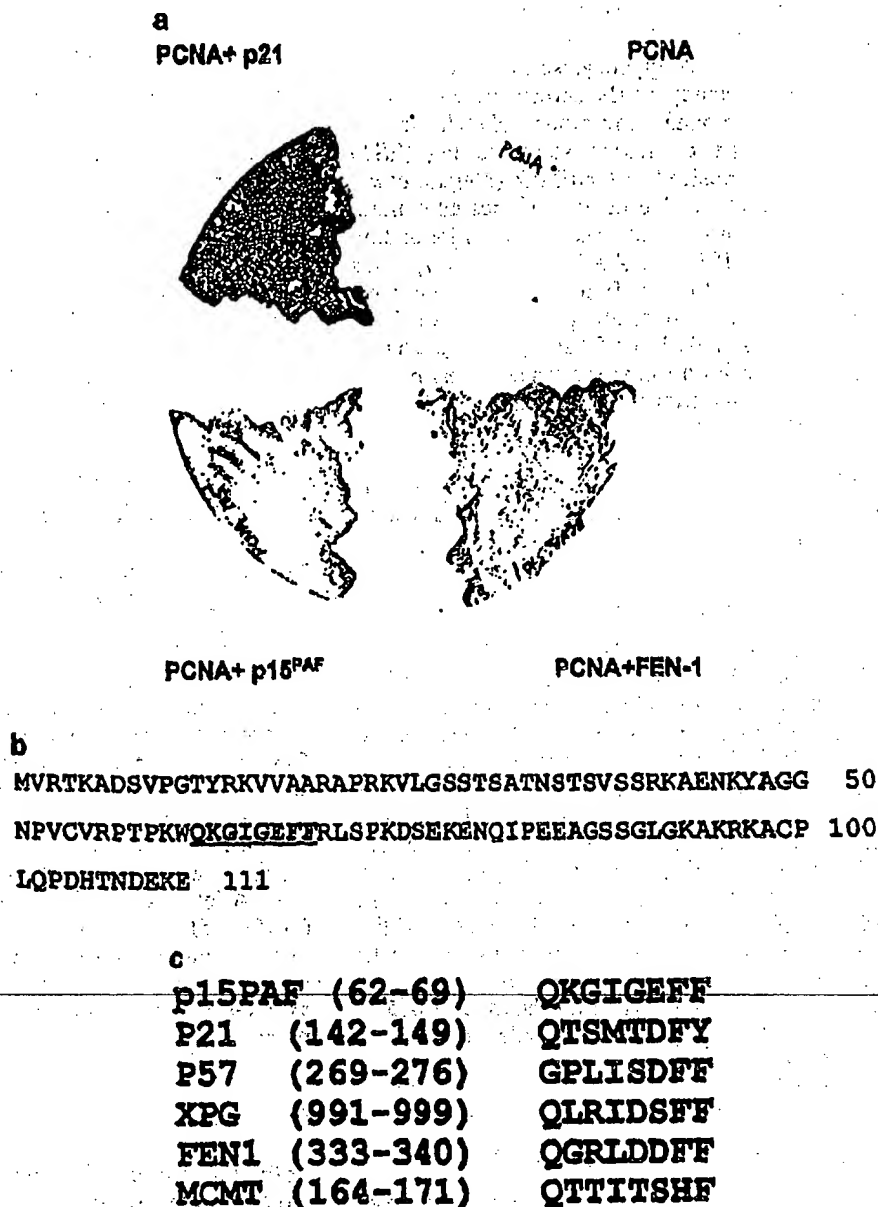 a
PCNA+ p21 PCNA
PCNA
PCNA+ p15PAF PCNA+FEN-1
b
MVRTKADSVPGTYRKVVAARAPRKVLGSSTSATNSTSVSSRKAENKYAGG 50
NPVCVRPTPKWQKGIGEFFRLSPKDSEKENQIPEEAGSSGLGKAKRKACP 100
LQPDHTNDEKE 111
c
p15PAF (62-69) QKGIGEFF
P21 (142-149) QTSMTDFY
P57 (269-276) GPLISDFF
XPG (991-999) QLRIDSFF
FEN1 (333-340) QGRLDDFF
MCMT (164-171) QTTITSHF